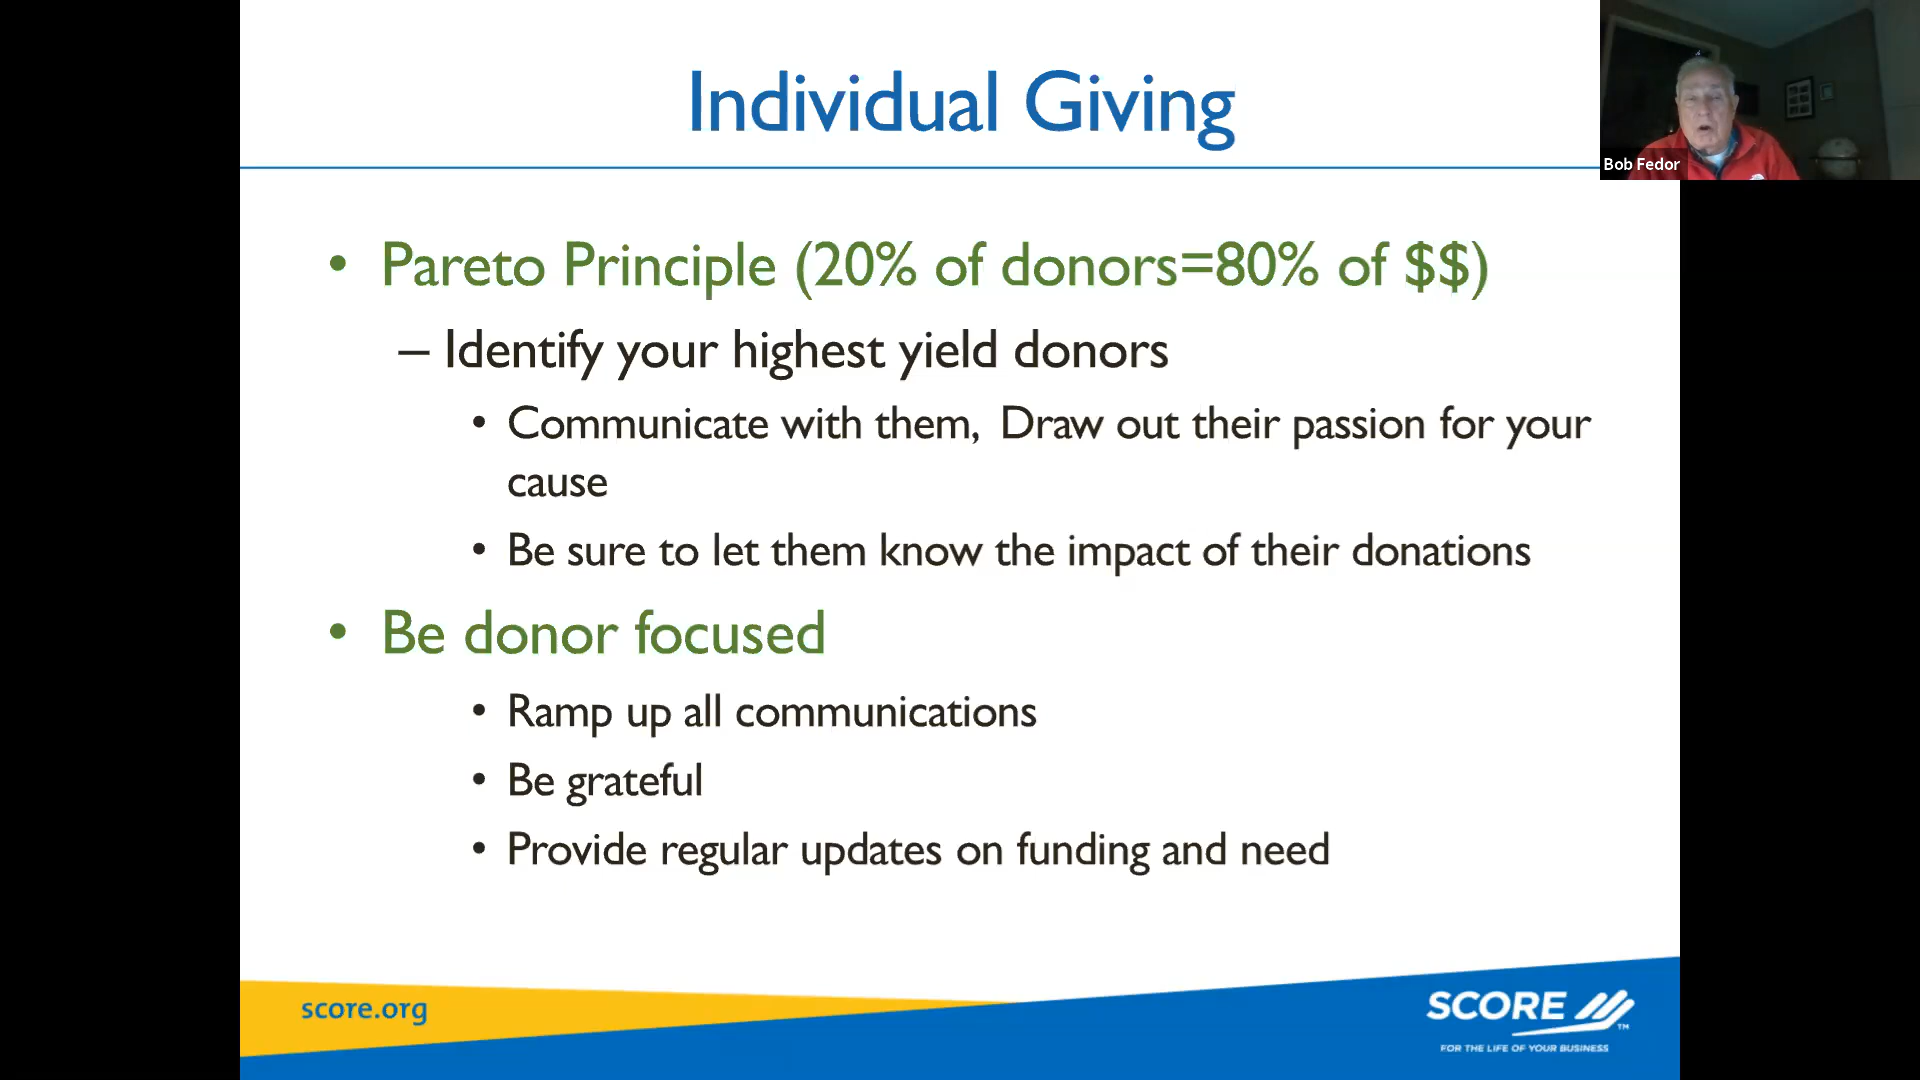 Individual Giving
Bob Fedor
• Pareto Principle (20% of donors=80% of $$)
– Identify your highest yield donors
• Communicate with them, Draw out their passion for your
cause
• Be sure to let them know the impact of their donations
• Be donor focused
• Ramp up all communications
• Be grateful
• Provide regular updates on funding and need
score.org
SCORE
TM
FOR THE LIFE OF YOUR BUSINESS